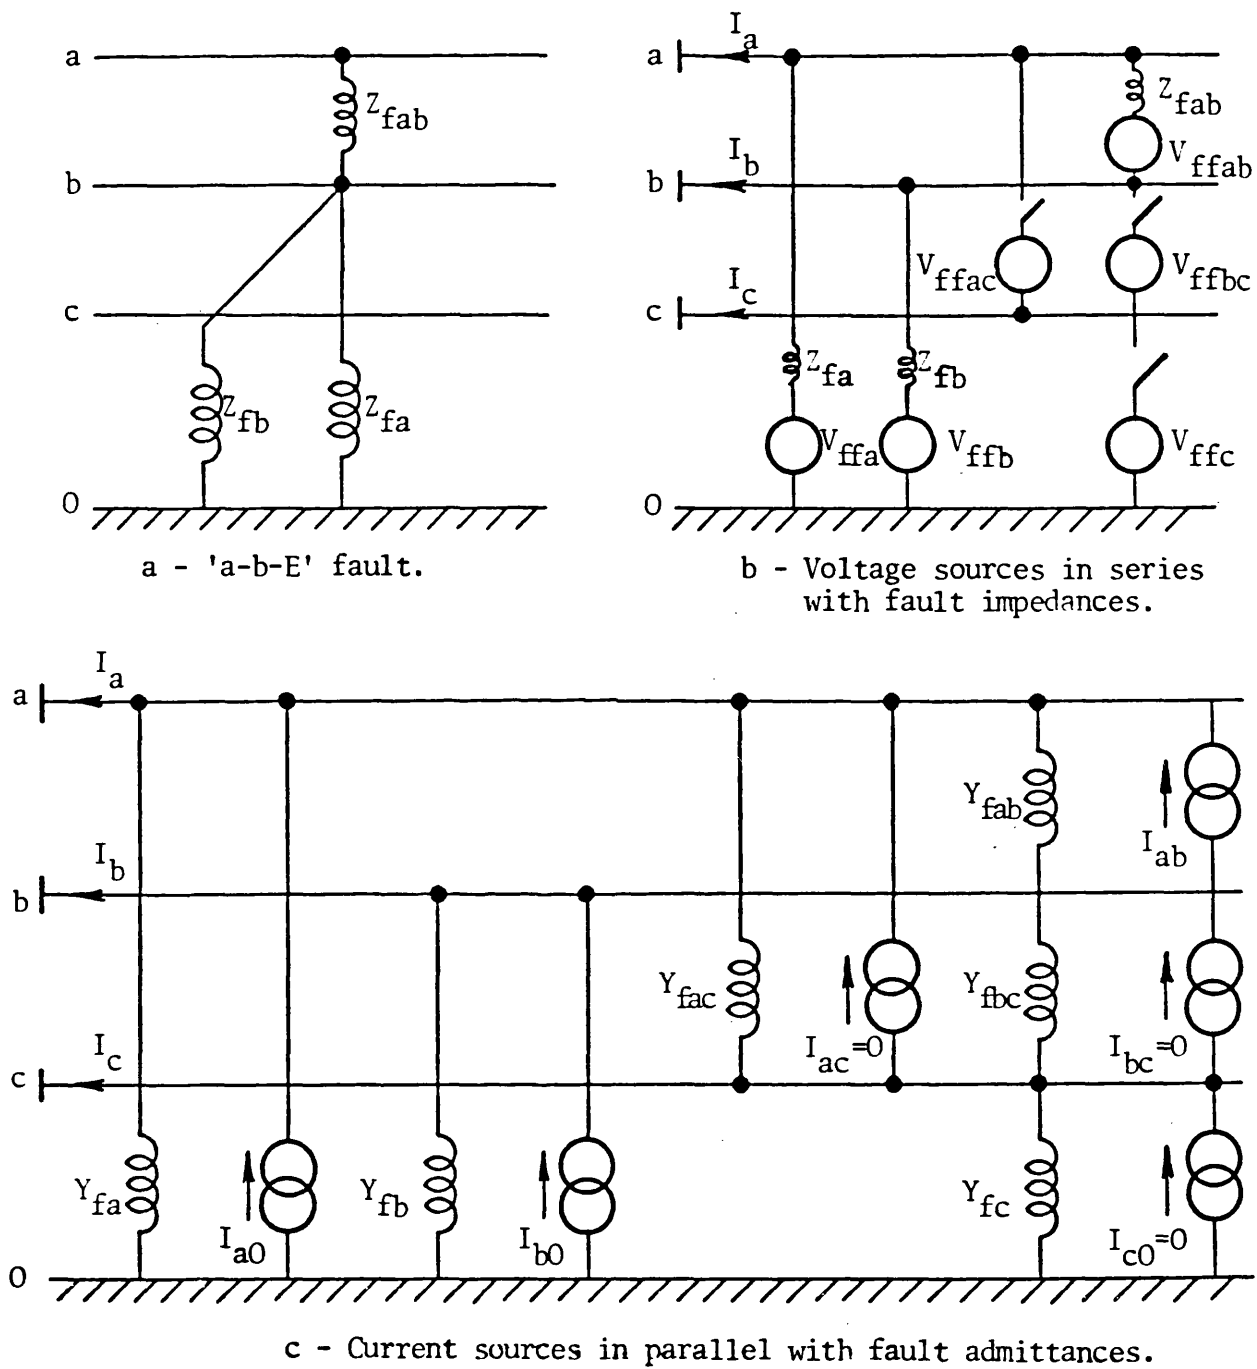 a
Z_fab
b
c
Z_fb
Z_fa
0
a - 'a-b-E' fault.
I_a
a
Z_fab
V_ffab
I_b
b
V_ffac
V_ffbc
I_c
c
Z_fa
Z_fb
V_ffa
V_ffb
V_ffc
0
b - Voltage sources in series
with fault impedances.
I_a
a
Y_fab
I_ab
I_b
b
Y_fac
I_ac=0
Y_fbc
I_bc=0
I_c
c
Y_fa
I_a0
Y_fb
I_b0
Y_fc
I_c0=0
0
c - Current sources in parallel with fault admittances.